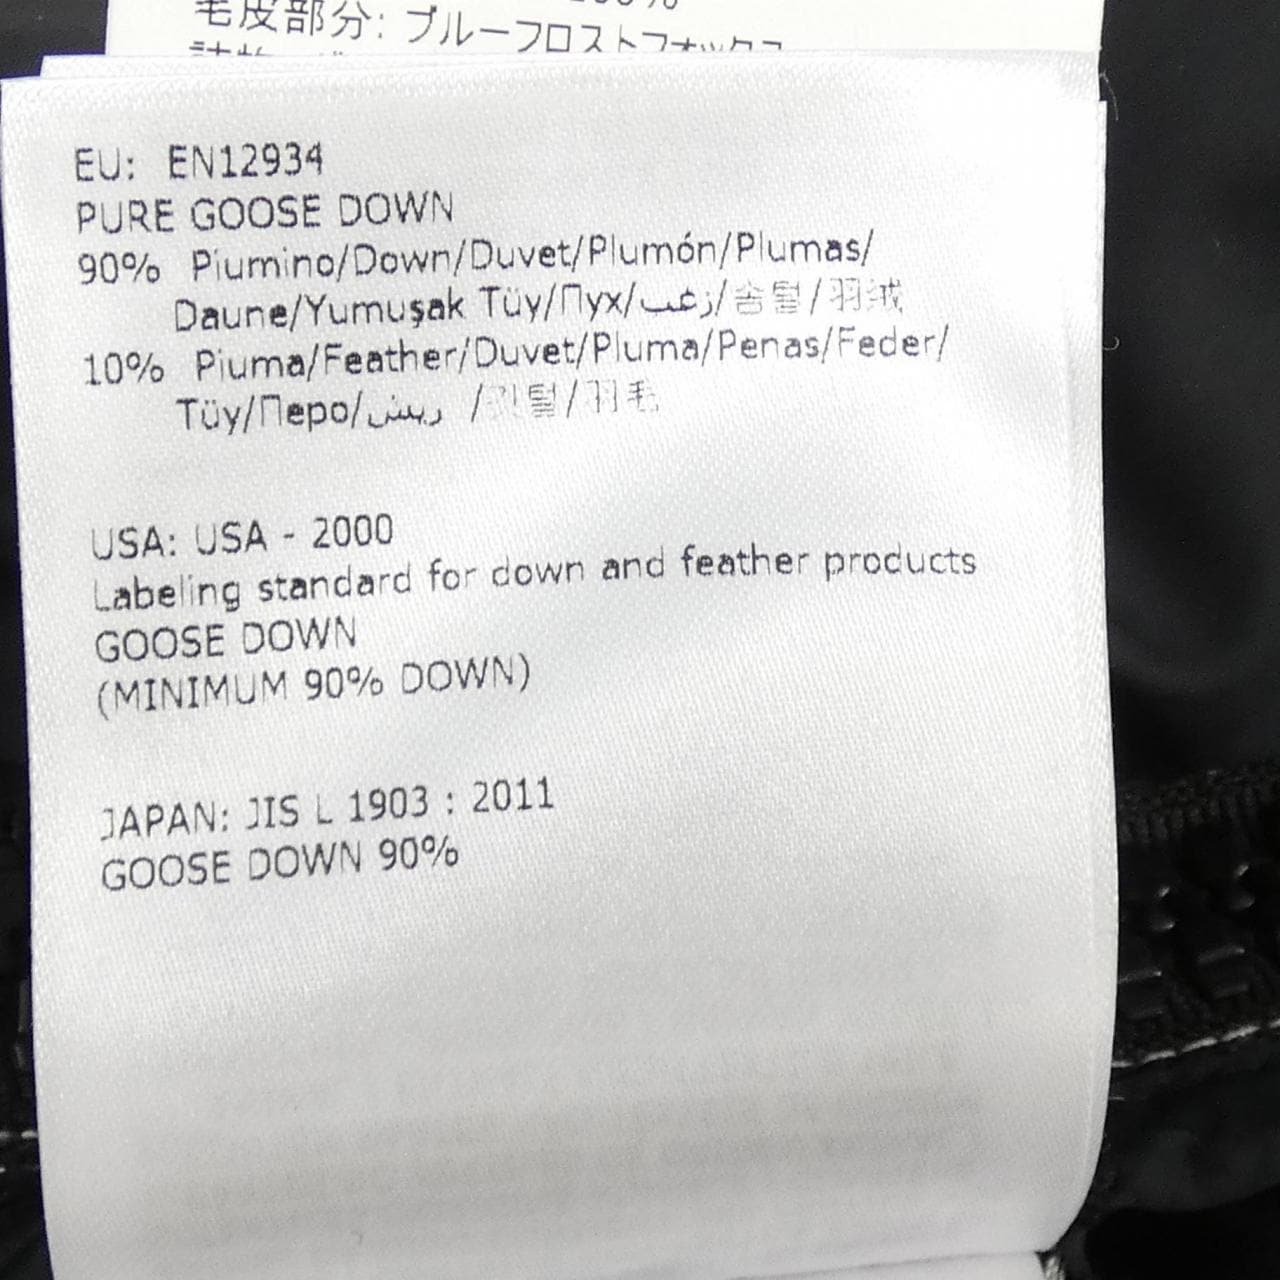 毛皮部分: ブルーフロストフォックス
EU: EN12934
PURE GOOSE DOWN
90% Piumino/Down/Duvet/Plumón/Plumas/
Daune/Yumuşak Tüy/Пух/زغب/솜털/羽绒
10% Piuma/Feather/Duvet/Pluma/Penas/Feder/
Tüy/Перо/ريش /깃털/羽毛
USA: USA - 2000
Labeling standard for down and feather products
GOOSE DOWN
(MINIMUM 90% DOWN)
JAPAN: JIS L 1903 : 2011
GOOSE DOWN 90%